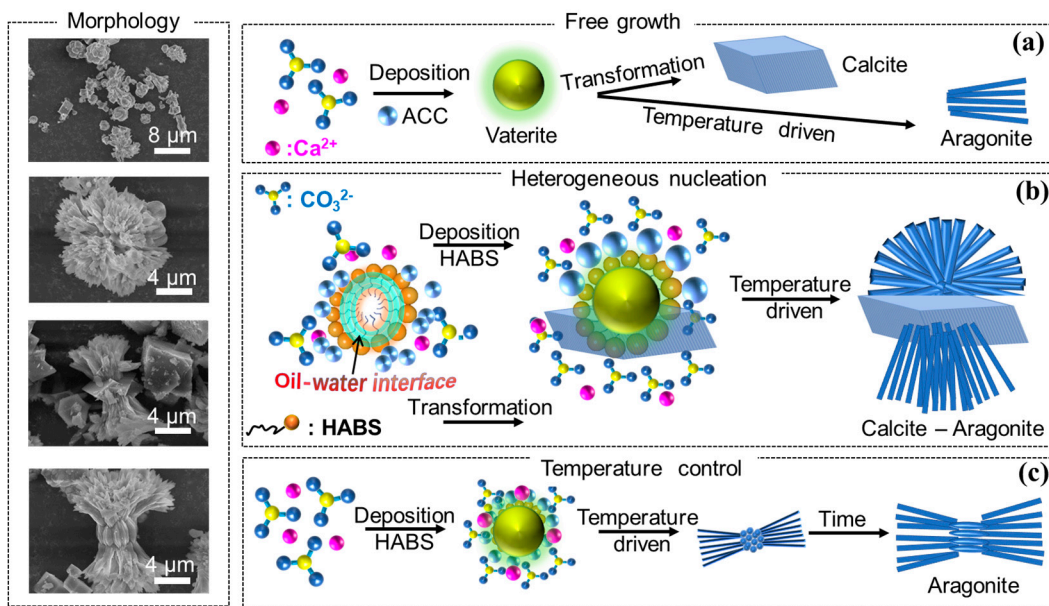 Morphology
8 µm
4 µm
4 µm
4 µm
Free growth
(a)
Deposition
ACC
:Ca²⁺
Vaterite
Transformation
Calcite
Temperature driven
Aragonite
Heterogeneous nucleation
(b)
: CO₃²⁻
Deposition
HABS
Oil-water interface
Transformation
: HABS
Temperature
driven
Calcite – Aragonite
Temperature control
(c)
Deposition
HABS
Temperature
driven
Time
Aragonite